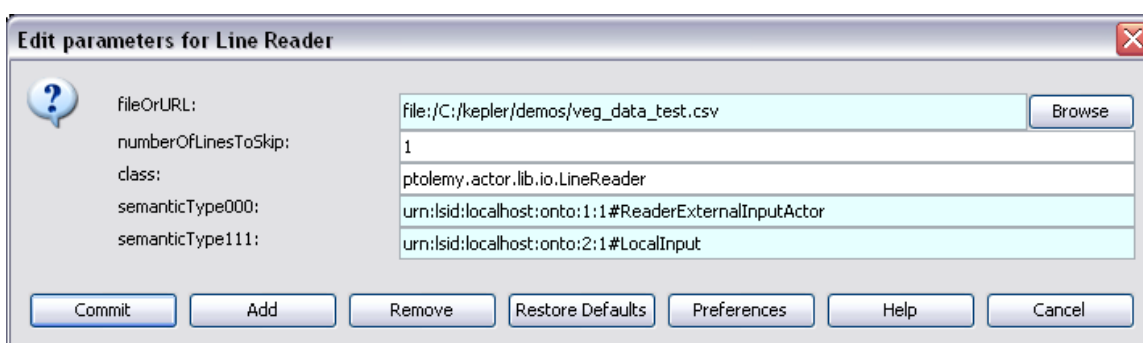 Edit parameters for Line Reader
fileOrURL: file:/C:/kepler/demos/veg_data_test.csv Browse
numberOfLinesToSkip: 1
class: ptolemy.actor.lib.io.LineReader
semanticType000: urn:lsid:localhost:onto:1:1#ReaderExternalInputActor
semanticType111: urn:lsid:localhost:onto:2:1#LocalInput
Commit Add Remove Restore Defaults Preferences Help Cancel